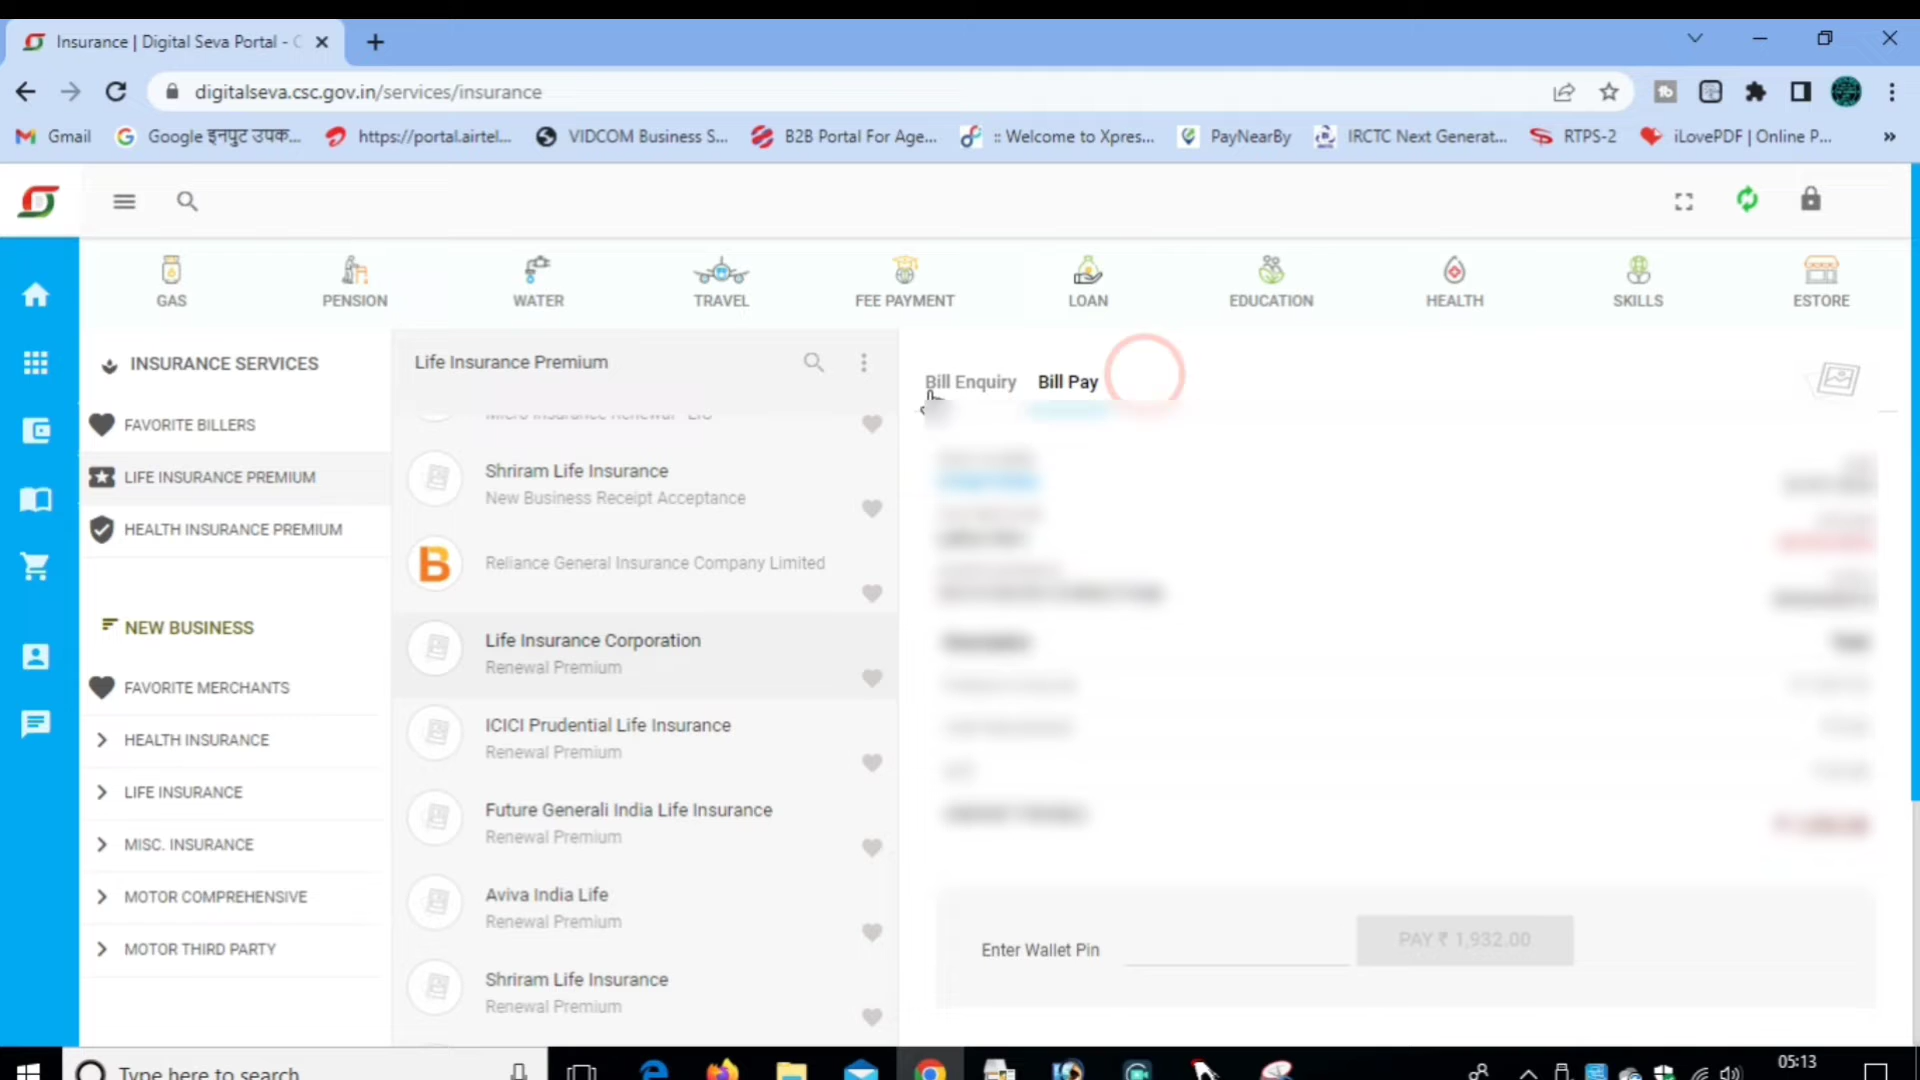 Insurance | Digital Seva Portal - C
digitalseva.csc.gov.in/services/insurance
Gmail
Google इनपुट उपक...
https://portal.airtel...
VIDCOM Business S...
B2B Portal For Age...
:: Welcome to Xpres...
PayNearBy
IRCTC Next Generat...
RTPS-2
iLovePDF | Online P...
»
GAS
PENSION
WATER
TRAVEL
FEE PAYMENT
LOAN
EDUCATION
HEALTH
SKILLS
ESTORE
INSURANCE SERVICES
FAVORITE BILLERS
LIFE INSURANCE PREMIUM
HEALTH INSURANCE PREMIUM
NEW BUSINESS
FAVORITE MERCHANTS
HEALTH INSURANCE
LIFE INSURANCE
MISC. INSURANCE
MOTOR COMPREHENSIVE
MOTOR THIRD PARTY
Life Insurance Premium
Micro Insurance Renewal - LIC
Shriram Life Insurance
New Business Receipt Acceptance
B
Reliance General Insurance Company Limited
Life Insurance Corporation
Renewal Premium
ICICI Prudential Life Insurance
Renewal Premium
Future Generali India Life Insurance
Renewal Premium
Aviva India Life
Renewal Premium
Shriram Life Insurance
Renewal Premium
Bill Enquiry
Bill Pay
Enter Wallet Pin
PAY ₹ 1,932.00
Type here to search
05:13